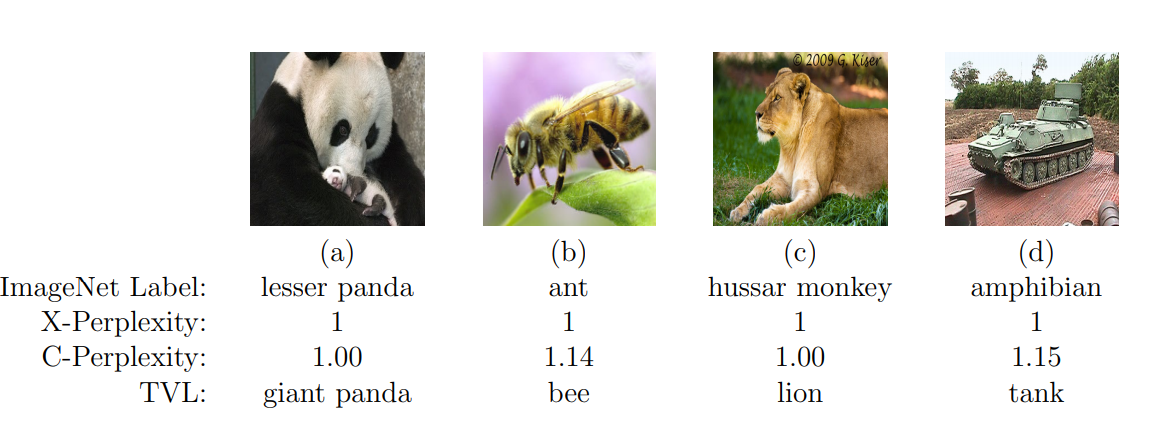 © 2009 G. Kiser
(a) (b) (c) (d)
ImageNet Label: lesser panda ant hussar monkey amphibian
X-Perplexity: 1 1 1 1
C-Perplexity: 1.00 1.14 1.00 1.15
TVL: giant panda bee lion tank